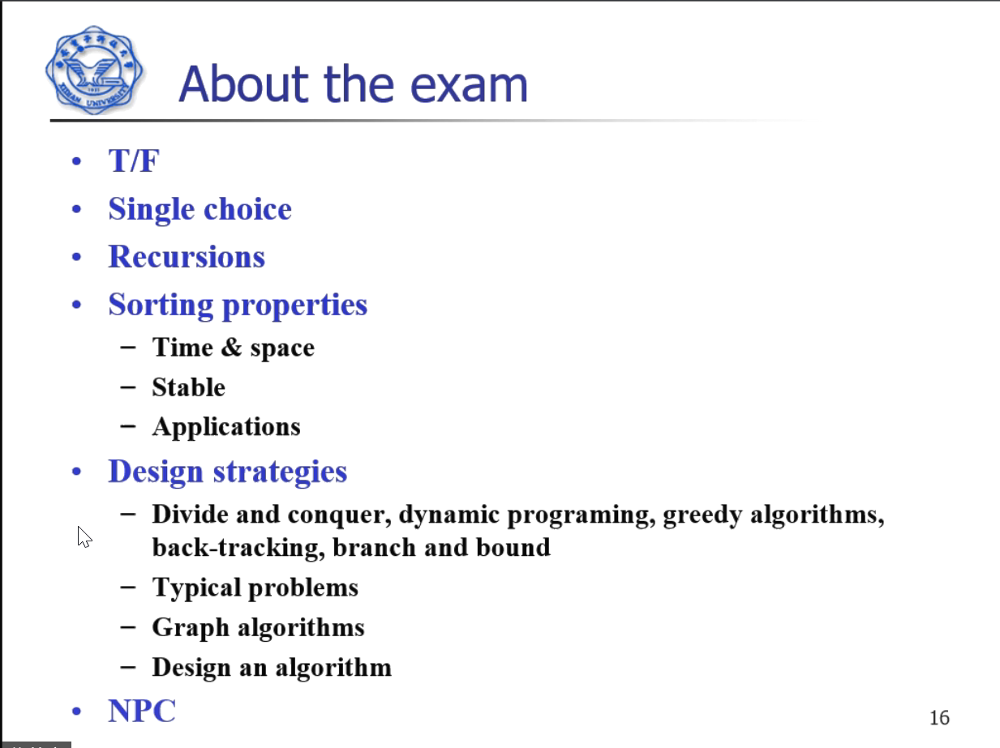 XIDIAN UNIVERSITY
About the exam
• T/F
• Single choice
• Recursions
• Sorting properties
– Time & space
– Stable
– Applications
• Design strategies
– Divide and conquer, dynamic programing, greedy algorithms,
back-tracking, branch and bound
– Typical problems
– Graph algorithms
– Design an algorithm
• NPC
16